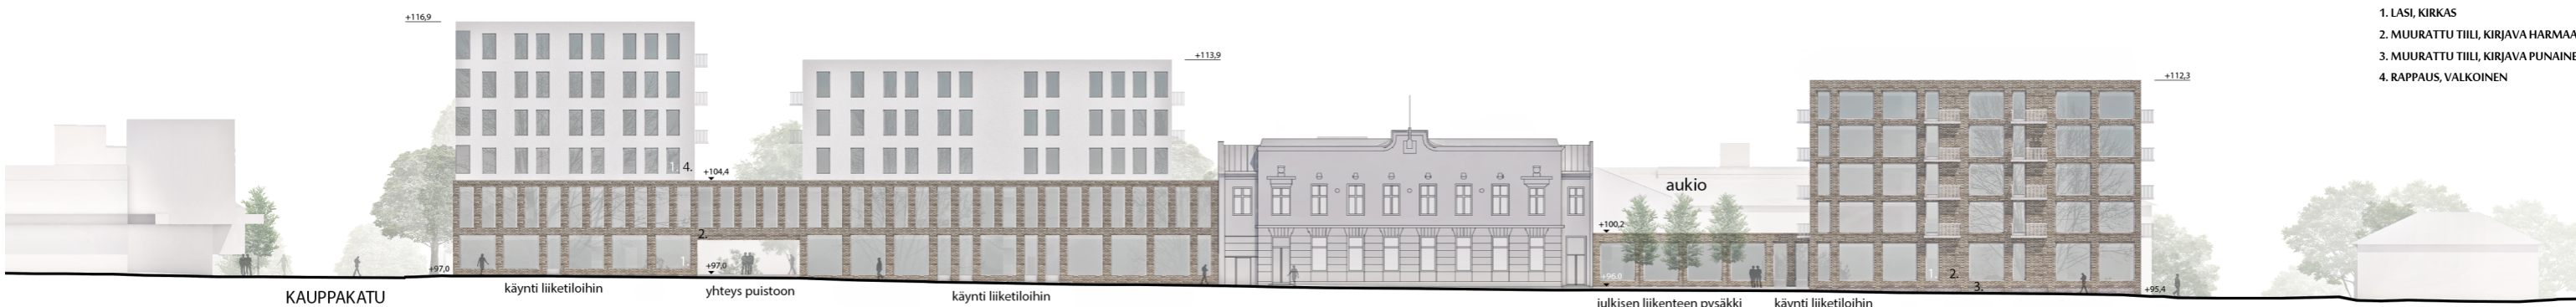 +116,9
+113,9
+112,3
1. LASI, KIRKAS
2. MUURATTU TIILI, KIRJAVA HARMAA
3. MUURATTU TIILI, KIRJAVA PUNAINE
4. RAPPAUS, VALKOINEN
1. 4.
+104,4
aukio
+100,2
2.
1.
+97,0
+97,0
+96.0
1. 2.
3.
+95,4
KAUPPAKATU
käynti liiketiloihin
yhteys puistoon
käynti liiketiloihin
julkisen liikenteen pysäkki
käynti liiketiloihin